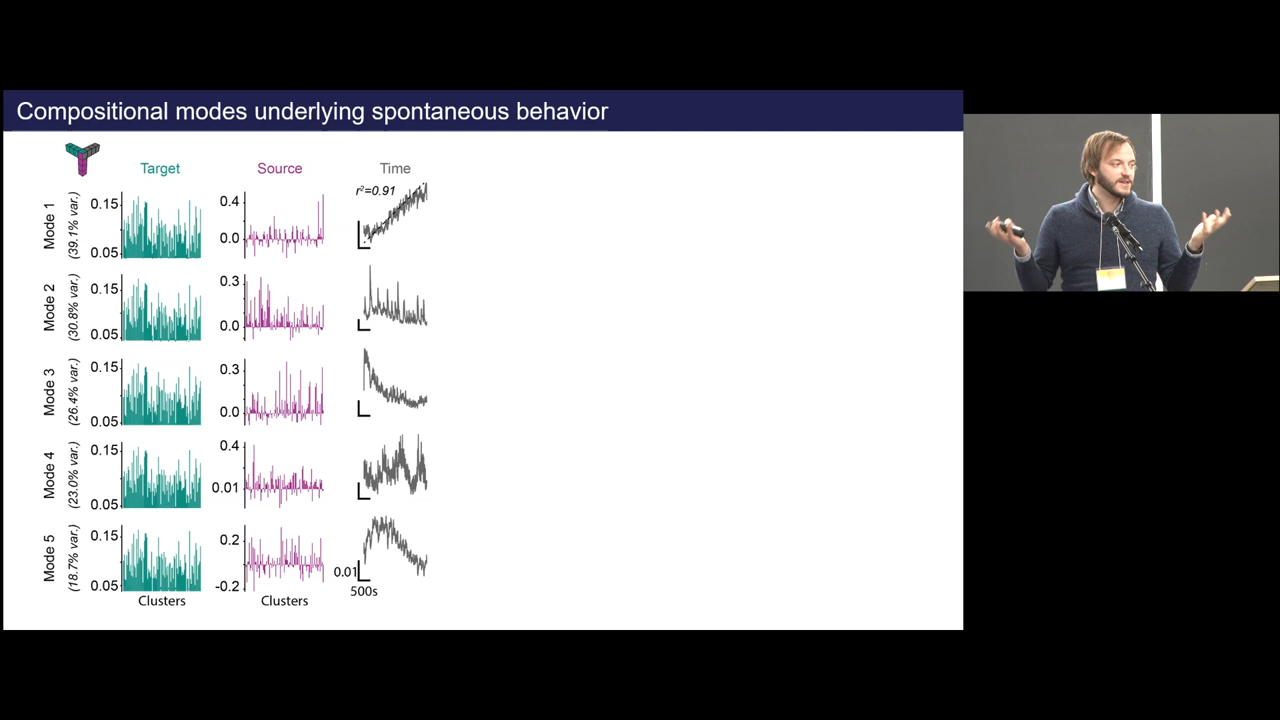 Compositional modes underlying spontaneous behavior
Target
Source
Time
Mode 1
(39.1% var.)
0.15
0.05
0.4
0.0
r²=0.91
Mode 2
(30.8% var.)
0.15
0.05
0.3
0.0
Mode 3
(26.4% var.)
0.15
0.05
0.3
0.0
Mode 4
(23.0% var.)
0.15
0.05
0.4
0.01
Mode 5
(18.7% var.)
0.15
0.05
0.2
-0.2
0.01
500s
Clusters
Clusters